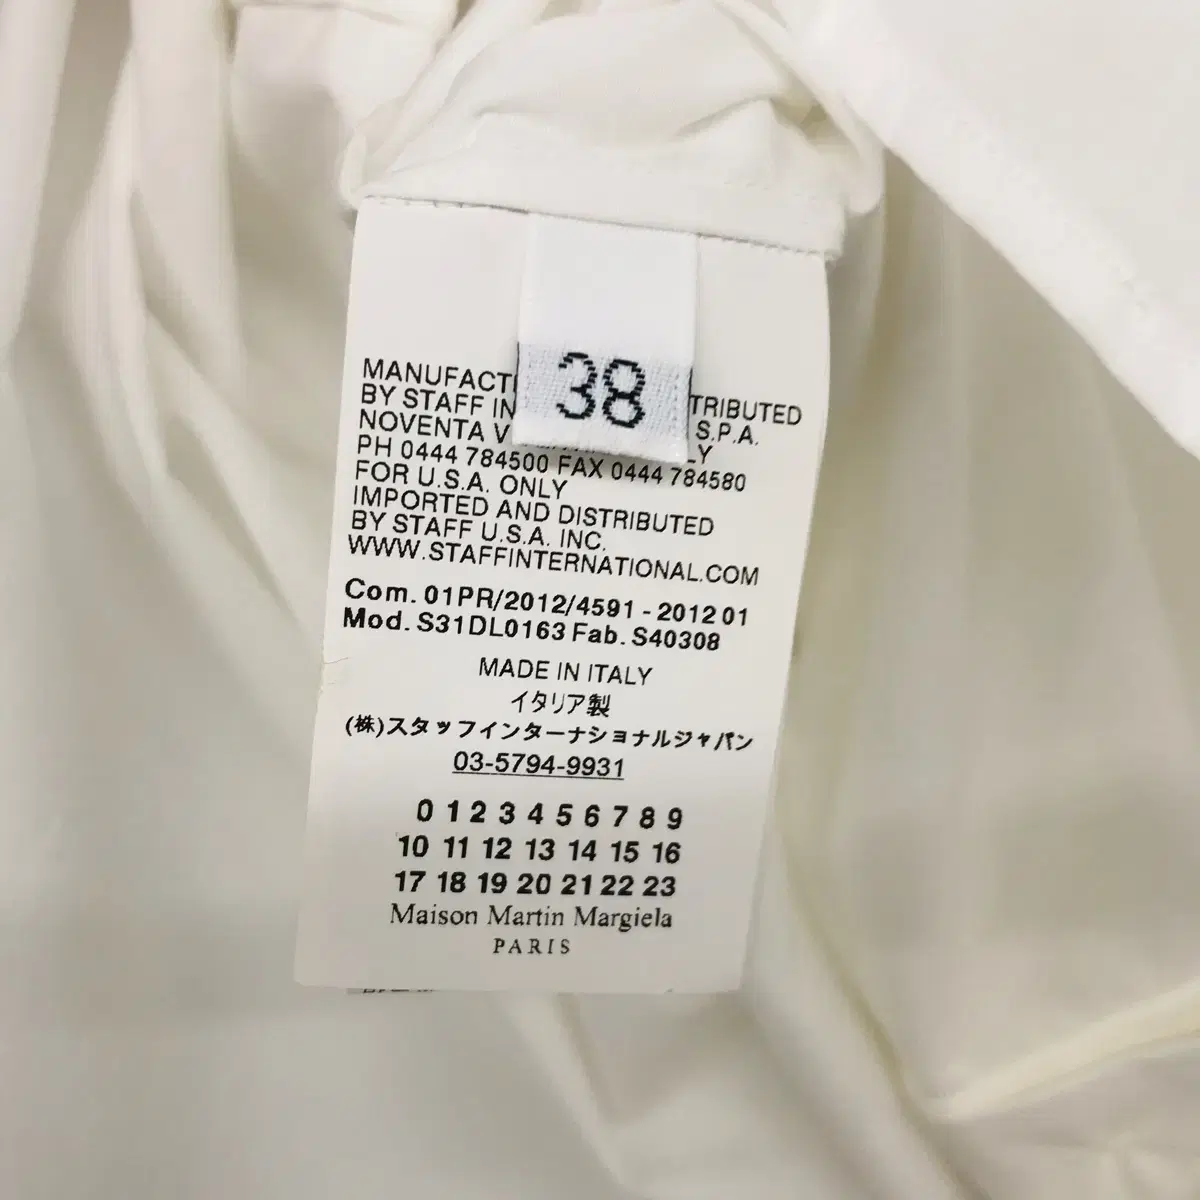 38
MANUFACT TRIBUTED
BY STAFF IN S.P.A.
NOVENTA V LY
PH 0444 784500 FAX 0444 784580
FOR U.S.A. ONLY
IMPORTED AND DISTRIBUTED
BY STAFF U.S.A. INC.
WWW.STAFFINTERNATIONAL.COM
Com. 01PR/2012/4591 - 2012 01
Mod. S31DL0163 Fab. S40308
MADE IN ITALY
イタリア製
(株)スタッフインターナショナルジャパン
03-5794-9931
0 1 2 3 4 5 6 7 8 9
10 11 12 13 14 15 16
17 18 19 20 21 22 23
Maison Martin Margiela
PARIS